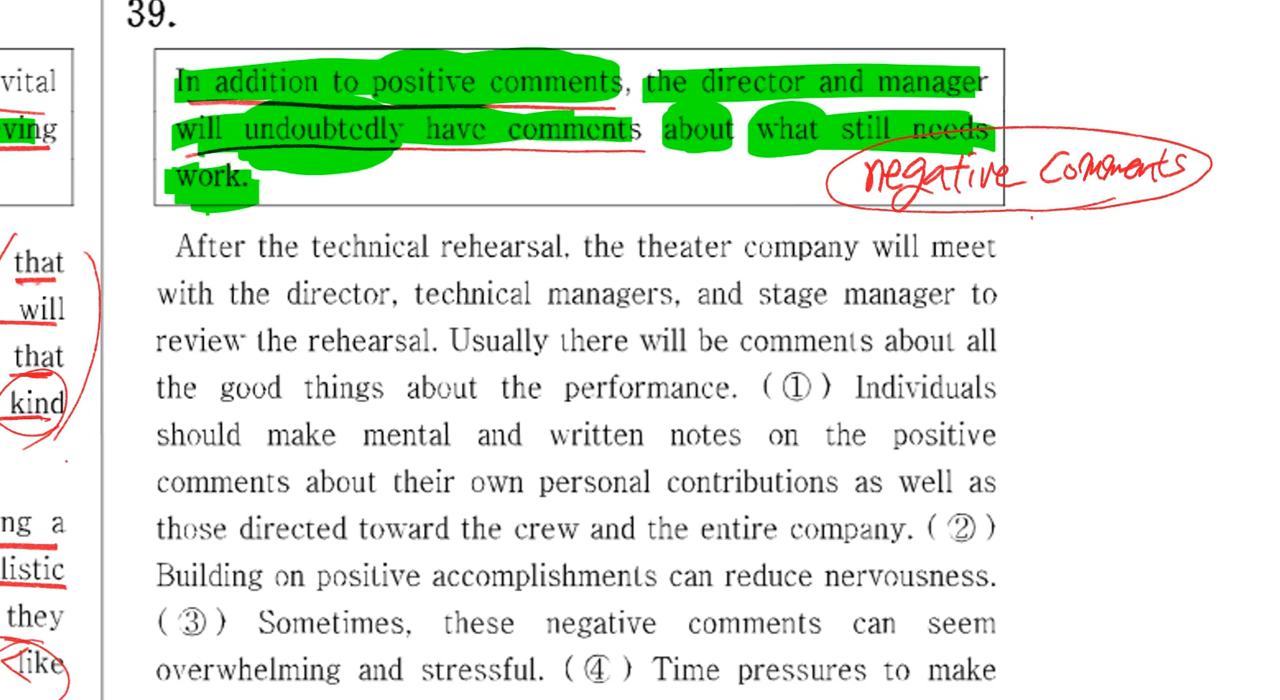 39.
vital
ving
In addition to positive comments, the director and manager
will undoubtedly have comments about what still needs
work.
negative comments
After the technical rehearsal, the theater company will meet
with the director, technical managers, and stage manager to
review the rehearsal. Usually there will be comments about all
the good things about the performance. ( ① ) Individuals
should make mental and written notes on the positive
comments about their own personal contributions as well as
those directed toward the crew and the entire company. ( ② )
Building on positive accomplishments can reduce nervousness.
( ③ ) Sometimes, these negative comments can seem
overwhelming and stressful. ( ④ ) Time pressures to make
that
will
that
kind
ng a
listic
they
like